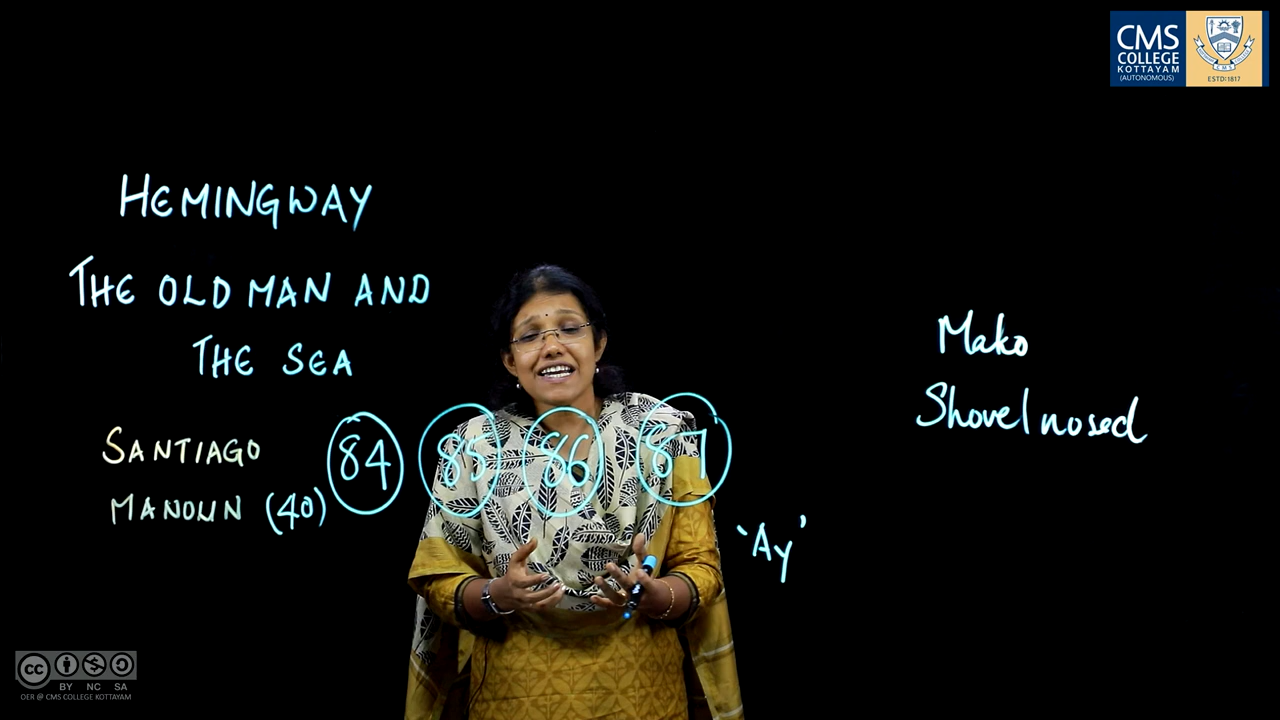 HEMINGWAY
THE OLD MAN AND
THE SEA
SANTIAGO 84 85 86 87
MANOLIN (40)
'Ay'
Mako
Shovel nosed
CMS
COLLEGE
KOTTAYAM
(AUTONOMOUS)
ESTD:1817
cc
BY NC SA
OER @ CMS COLLEGE KOTTAYAM